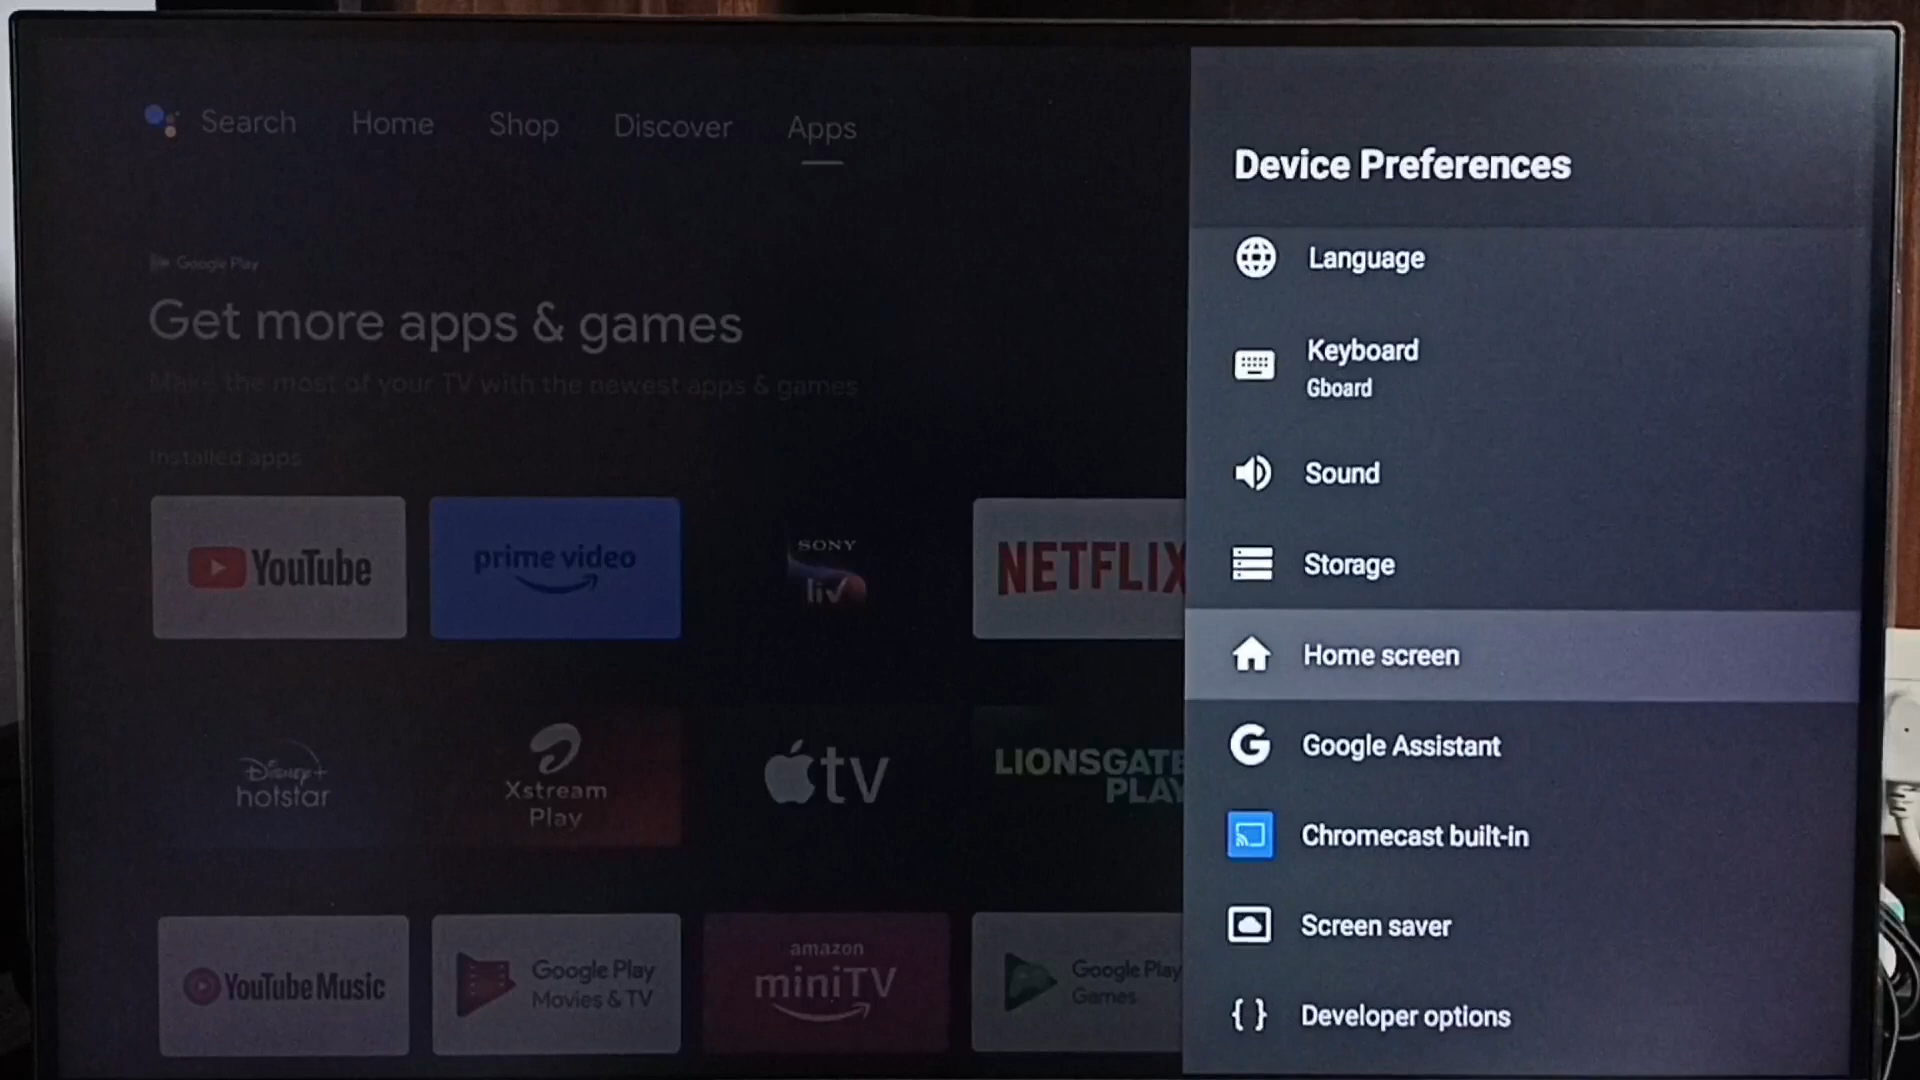 Search Home Shop Discover Apps
Google Play
Get more apps & games
Make the most of your TV with the newest apps & games
Installed apps
YouTube
prime video
SONY
liv
NETFLIX
Disney+
hotstar
Xstream
Play
tv
LIONSGATE
PLAY
YouTube Music
Google Play
Movies & TV
amazon
miniTV
Google Play
Games
Device Preferences
Language
Keyboard
Gboard
Sound
Storage
Home screen
Google Assistant
Chromecast built-in
Screen saver
Developer options